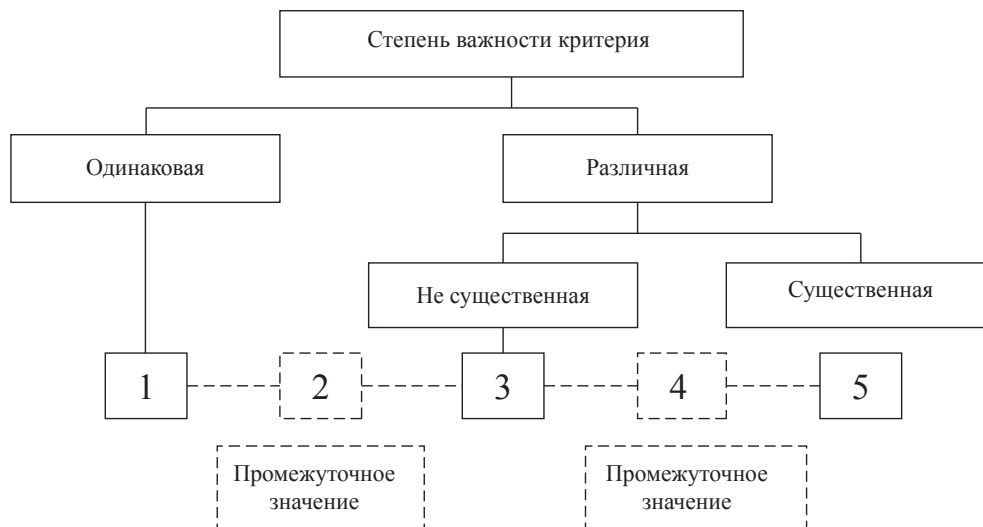 Степень важности критерия
Одинаковая
Различная
Не существенная
Существенная
1
2
3
4
5
Промежуточное
значение
Промежуточное
значение